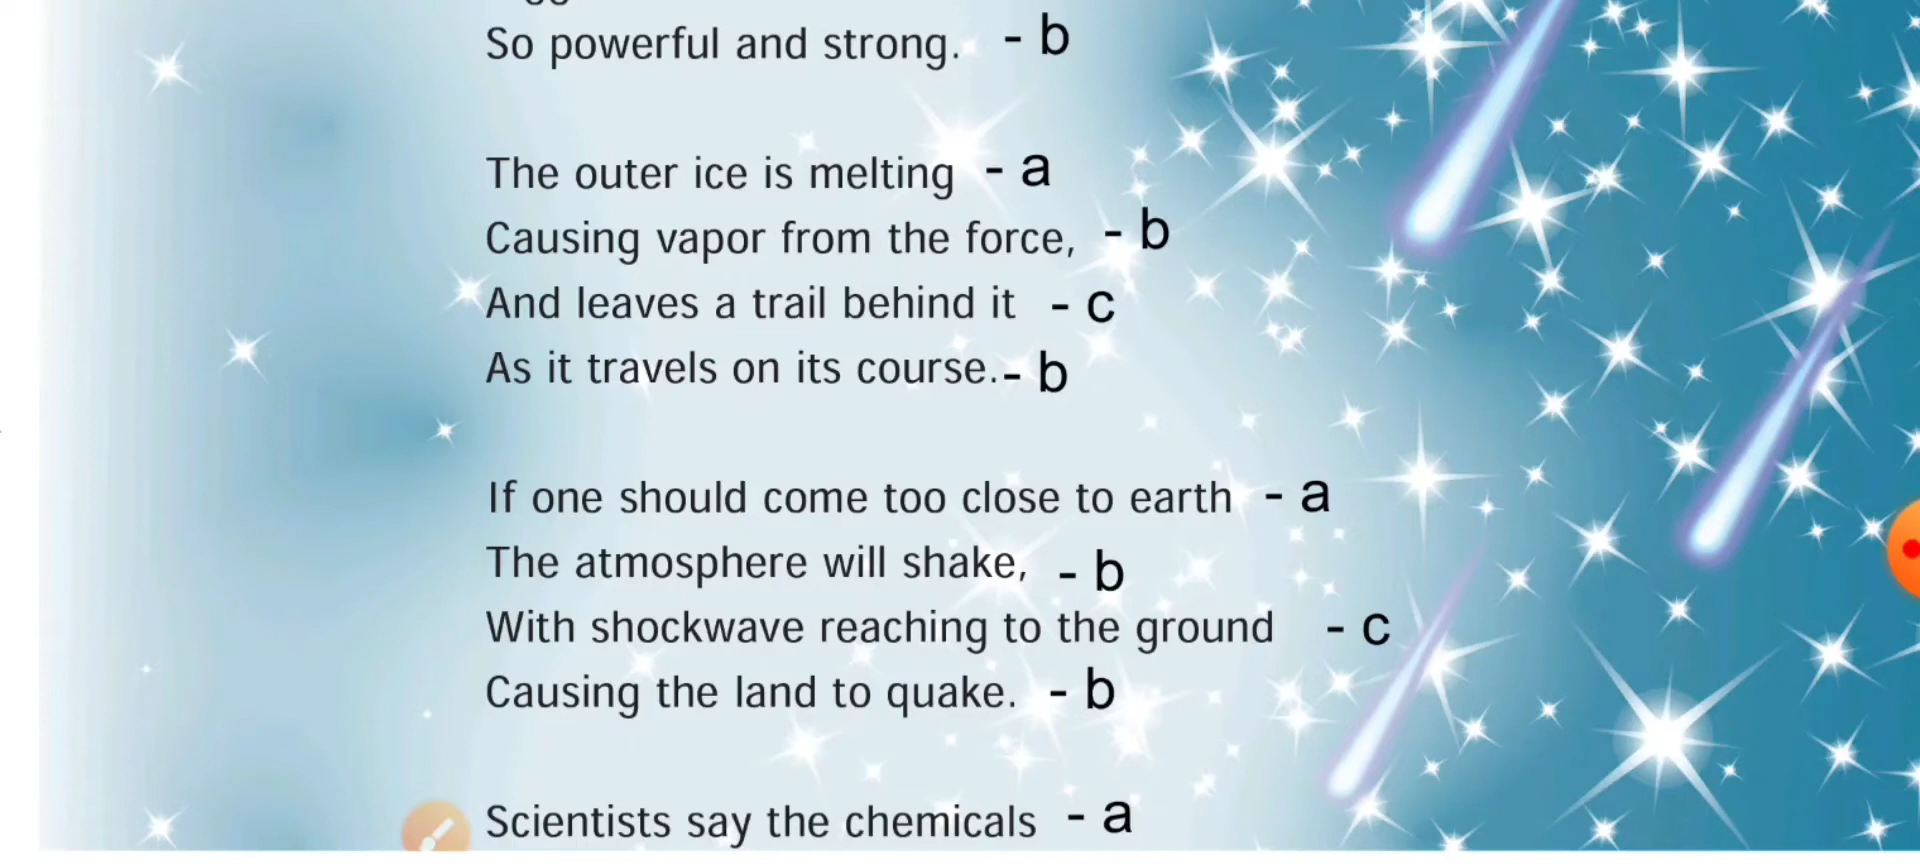 So powerful and strong. - b
The outer ice is melting - a
Causing vapor from the force, - b
And leaves a trail behind it - c
As it travels on its course. - b
If one should come too close to earth - a
The atmosphere will shake, - b
With shockwave reaching to the ground - c
Causing the land to quake. - b
Scientists say the chemicals - a